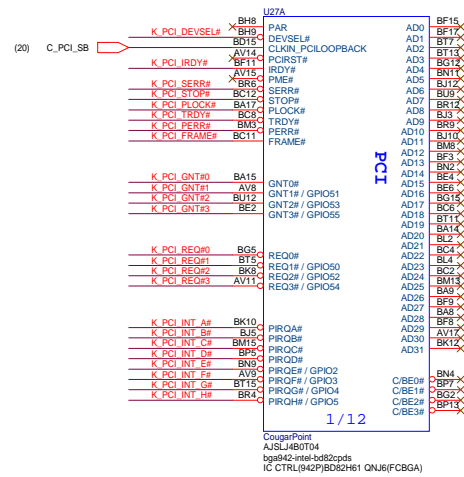 U27A
BH8 PAR AD0 BF15
K_PCI_DEVSEL# BH9 DEVSEL# AD1 BF17
(20) C_PCI_SB BD15 CLKIN_PCILOOPBACK AD2 BT7
AV14 PCIRST# AD3 BT13
K_PCI_IRDY# BF11 IRDY# AD4 BG12
AV15 PME# AD5 BN11
K_PCI_SERR# BR6 SERR# AD6 BJ12
K_PCI_STOP# BC12 STOP# AD7 BU9
K_PCI_PLOCK# BA17 PLOCK# AD8 BR12
K_PCI_TRDY# BC8 TRDY# AD9 BJ3
K_PCI_PERR# BM3 PERR# AD10 BR9
K_PCI_FRAME# BC11 FRAME# AD11 BJ10
AD12 BM8
AD13 BF3
PCI
AD14 BN2
K_PCI_GNT#0 BA15 GNT0# AD15 BE4
K_PCI_GNT#1 AV8 GNT1# / GPIO51 AD16 BE6
K_PCI_GNT#2 BU12 GNT2# / GPIO53 AD17 BG15
K_PCI_GNT#3 BE2 GNT3# / GPIO55 AD18 BC6
AD19 BT11
AD20 BA14
AD21 BL2
K_PCI_REQ#0 BG5 REQ0# AD22 BC4
K_PCI_REQ#1 BT5 REQ1# / GPIO50 AD23 BL4
K_PCI_REQ#2 BK8 REQ2# / GPIO52 AD24 BC2
K_PCI_REQ#3 AV11 REQ3# / GPIO54 AD25 BM13
AD26 BA9
AD27 BF9
AD28 BA8
K_PCI_INT_A# BK10 PIRQA# AD29 BF8
K_PCI_INT_B# BJ5 PIRQB# AD30 AV17
K_PCI_INT_C# BM15 PIRQC# AD31 BK12
K_PCI_INT_D# BP5 PIRQD#
K_PCI_INT_E# BN9 PIRQE# / GPIO2
K_PCI_INT_F# AV9 PIRQF# / GPIO3 C/BE0# BN4
K_PCI_INT_G# BT15 PIRQG# / GPIO4 C/BE1# BP7
K_PCI_INT_H# BR4 PIRQH# / GPIO5 C/BE2# BG2
C/BE3# BP13
1/12
CougarPoint
AJSLJ4B0T04
bga942-intel-bd82cpds
IC CTRL(942P)BD82H61 QNJ6(FCBGA)